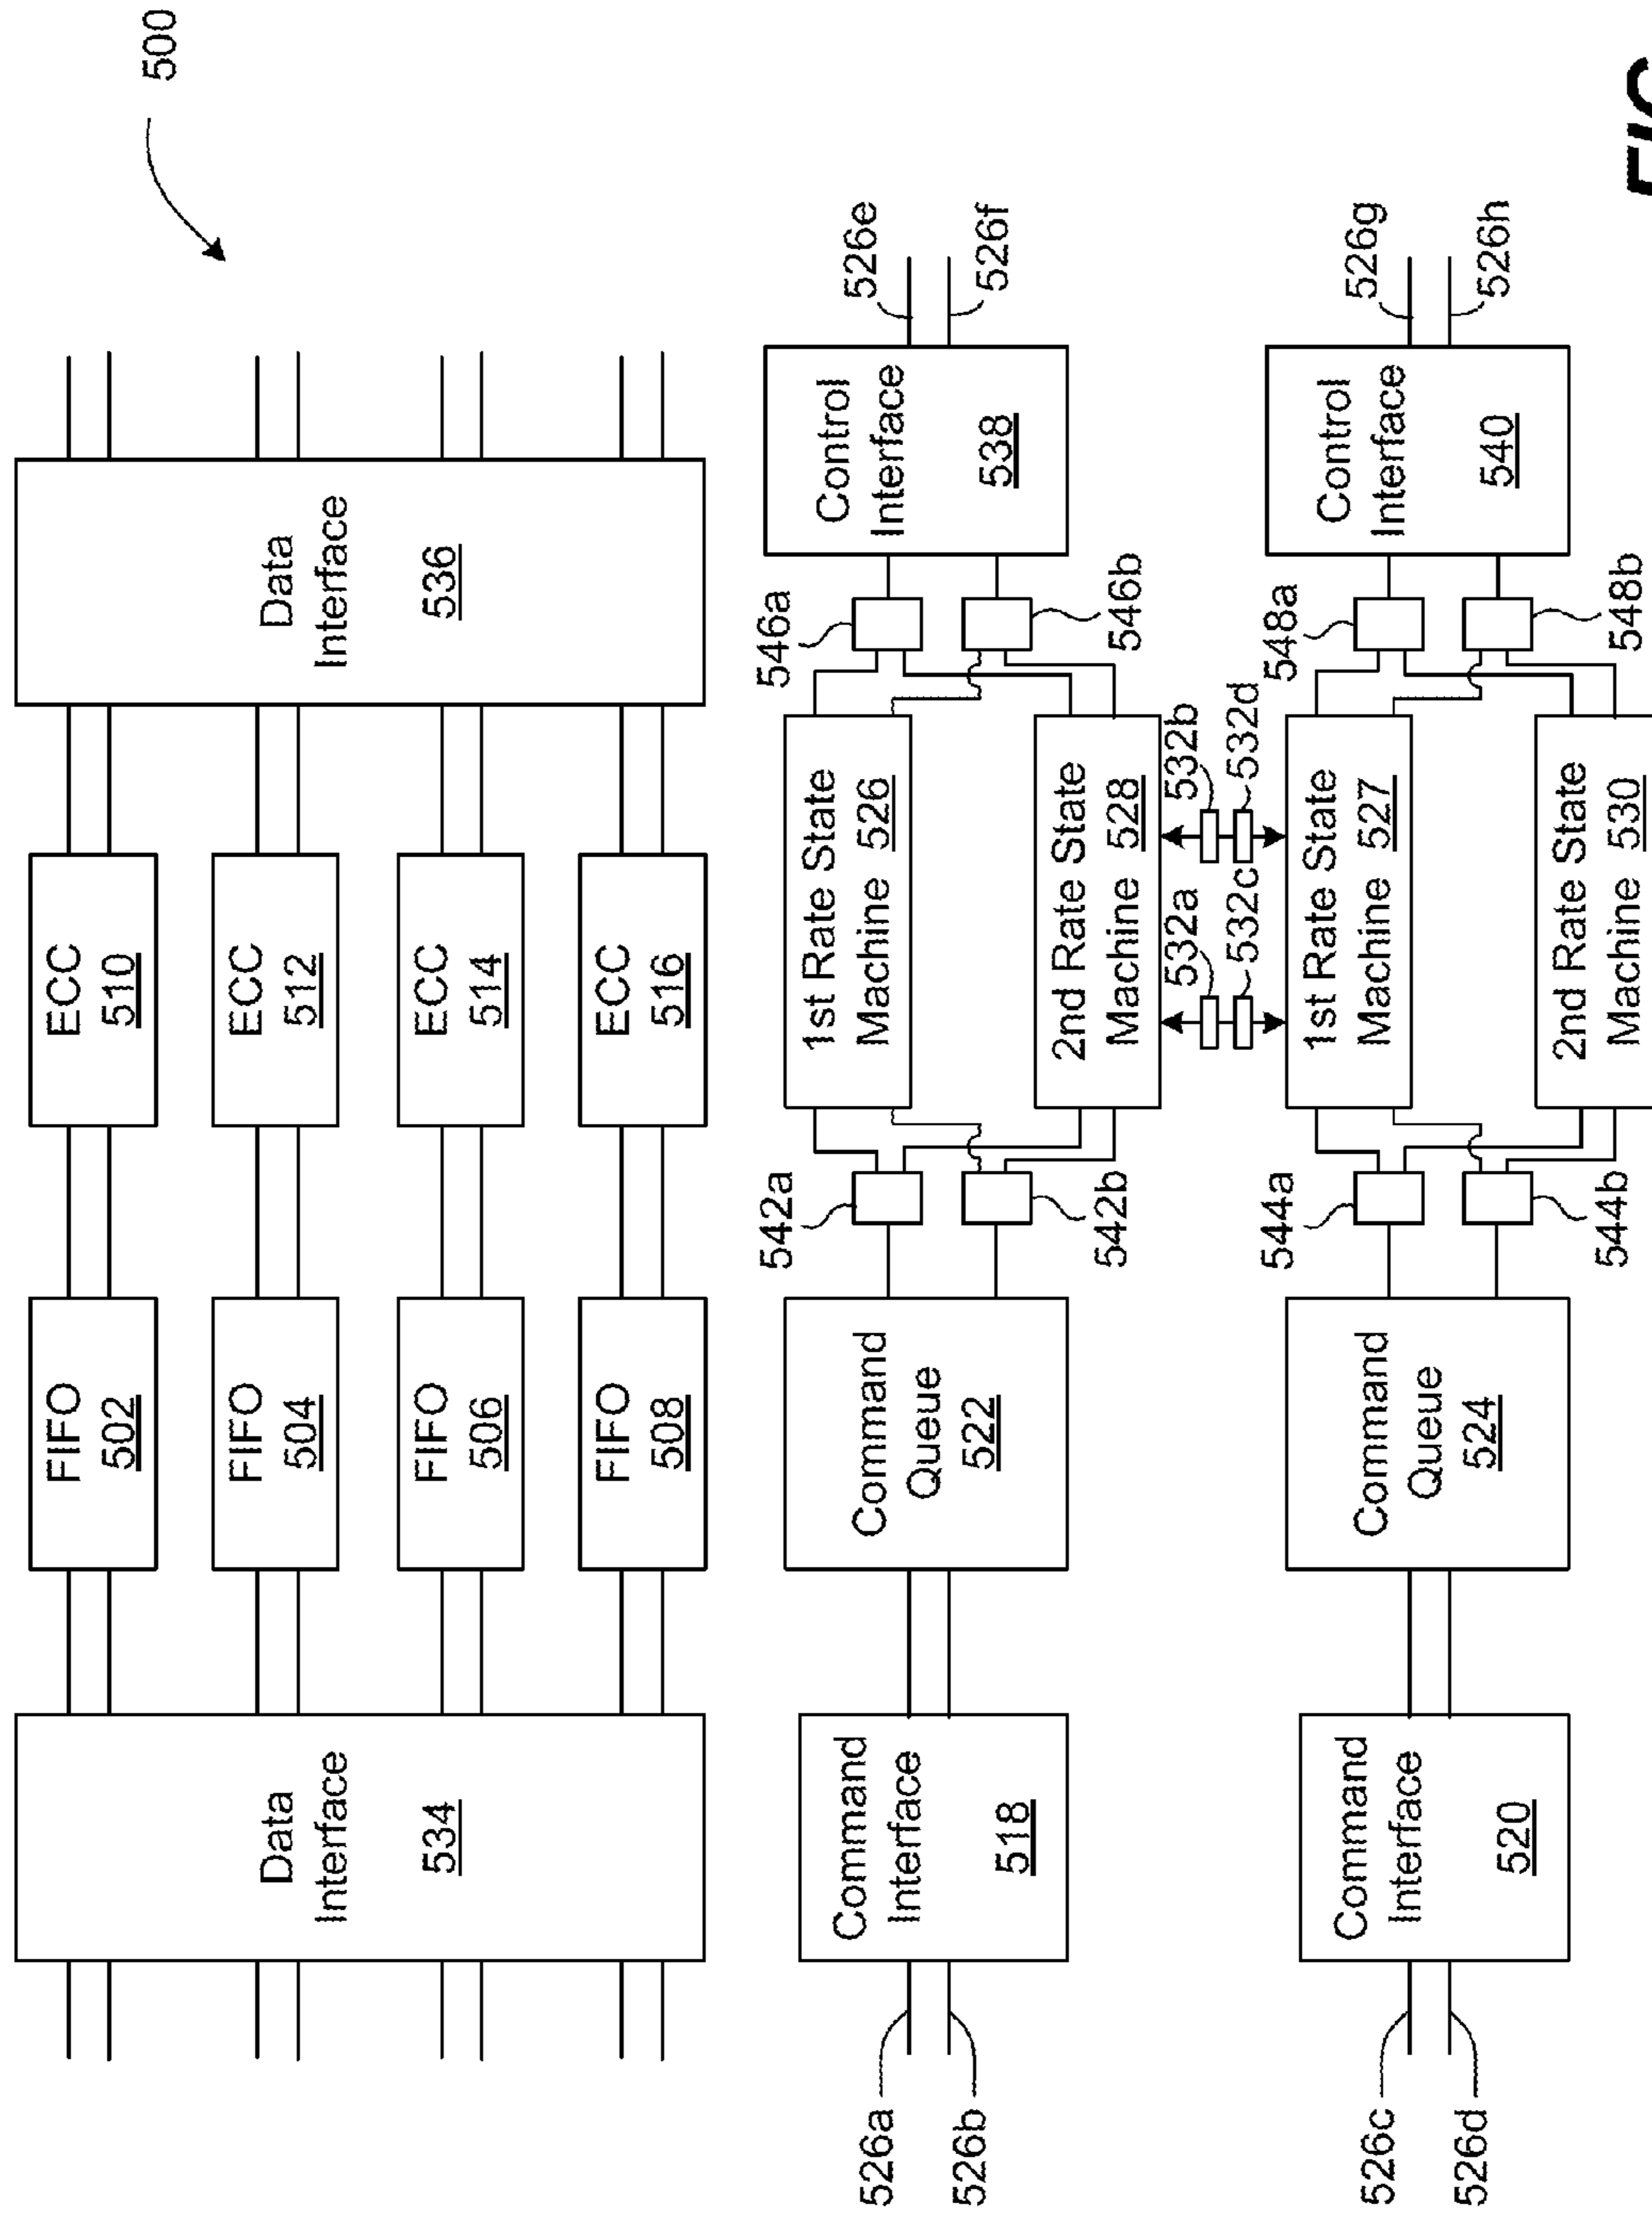 500
Data
Interface
534
FIFO
502
FIFO
504
FIFO
506
FIFO
508
ECC
510
ECC
512
ECC
514
ECC
516
Data
Interface
536
526a
526b
Command
Interface
518
Command
Queue
522
542a
542b
1st Rate State
Machine 526
2nd Rate State
Machine 528
546a
546b
Control
Interface
538
526e
526f
532a
532b
532c
532d
526c
526d
Command
Interface
520
Command
Queue
524
544a
544b
1st Rate State
Machine 527
2nd Rate State
Machine 530
548a
548b
Control
Interface
540
526g
526h
FIG